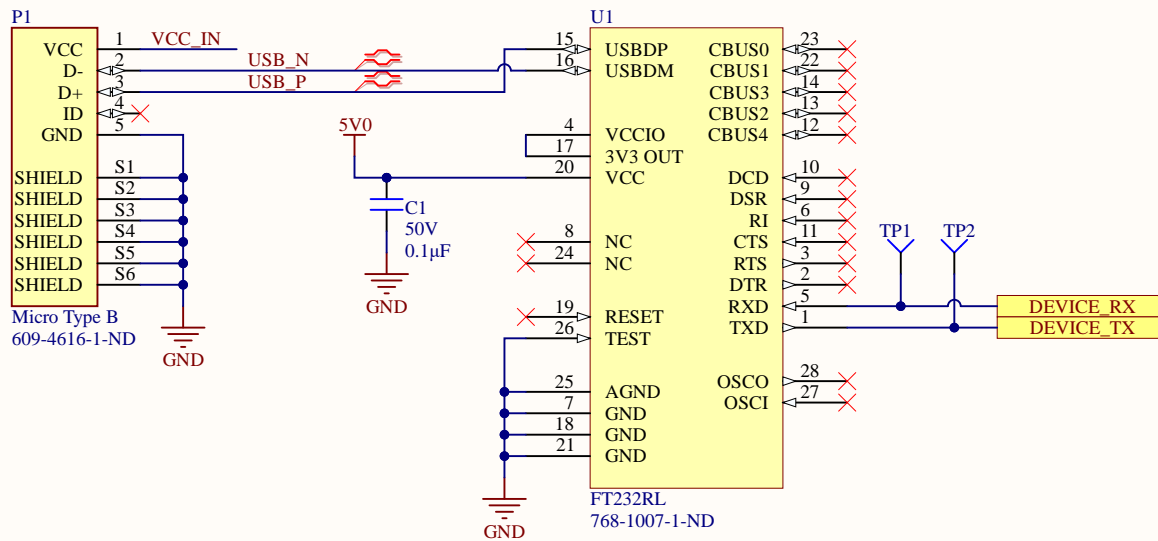 P1
VCC 1 VCC_IN
D- 2 USB_N
D+ 3 USB_P
ID 4
GND 5
SHIELD S1
SHIELD S2
SHIELD S3
SHIELD S4
SHIELD S5
SHIELD S6
Micro Type B
609-4616-1-ND
GND
5V0
C1
50V
0.1µF
GND
U1
15 USBDP
16 USBDM
4 VCCIO
17 3V3 OUT
20 VCC
8 NC
24 NC
19 RESET
26 TEST
25 AGND
7 GND
18 GND
21 GND
GND
CBUS0 23
CBUS1 22
CBUS3 14
CBUS2 13
CBUS4 12
DCD 10
DSR 9
RI 6
CTS 11
RTS 3
DTR 2
RXD 5
TXD 1
OSCO 28
OSCI 27
FT232RL
768-1007-1-ND
TP1
TP2
DEVICE_RX
DEVICE_TX